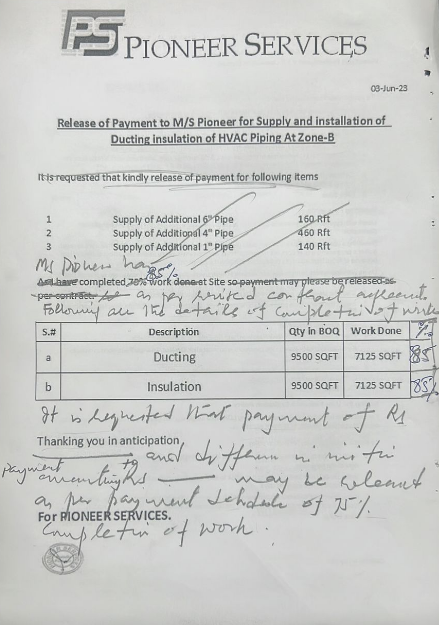 PS PIONEER SERVICES
03-Jun-23
Release of Payment to M/S Pioneer for Supply and installation of
Ducting insulation of HVAC Piping At Zone-B
It is requested that kindly release of payment for following items
1 Supply of Additional 6" Pipe 160 Rft
2 Supply of Additional 4" Pipe 460 Rft
3 Supply of Additional 1" Pipe 140 Rft
Ms Pioneer have
85%
completed 70% work done at Site so payment may please be released as
per contract. as per revised contract
Following are the details of completion of work
S.# Description Qty in BOQ Work Done %
a Ducting 9500 SQFT 7125 SQFT 85
b Insulation 9500 SQFT 7125 SQFT 85%
It is requested that payment of Rs
Thanking you in anticipation
and in
payment amounting to Rs may be released
as per payment schedule of 75%
For PIONEER SERVICES.
Completion of work.